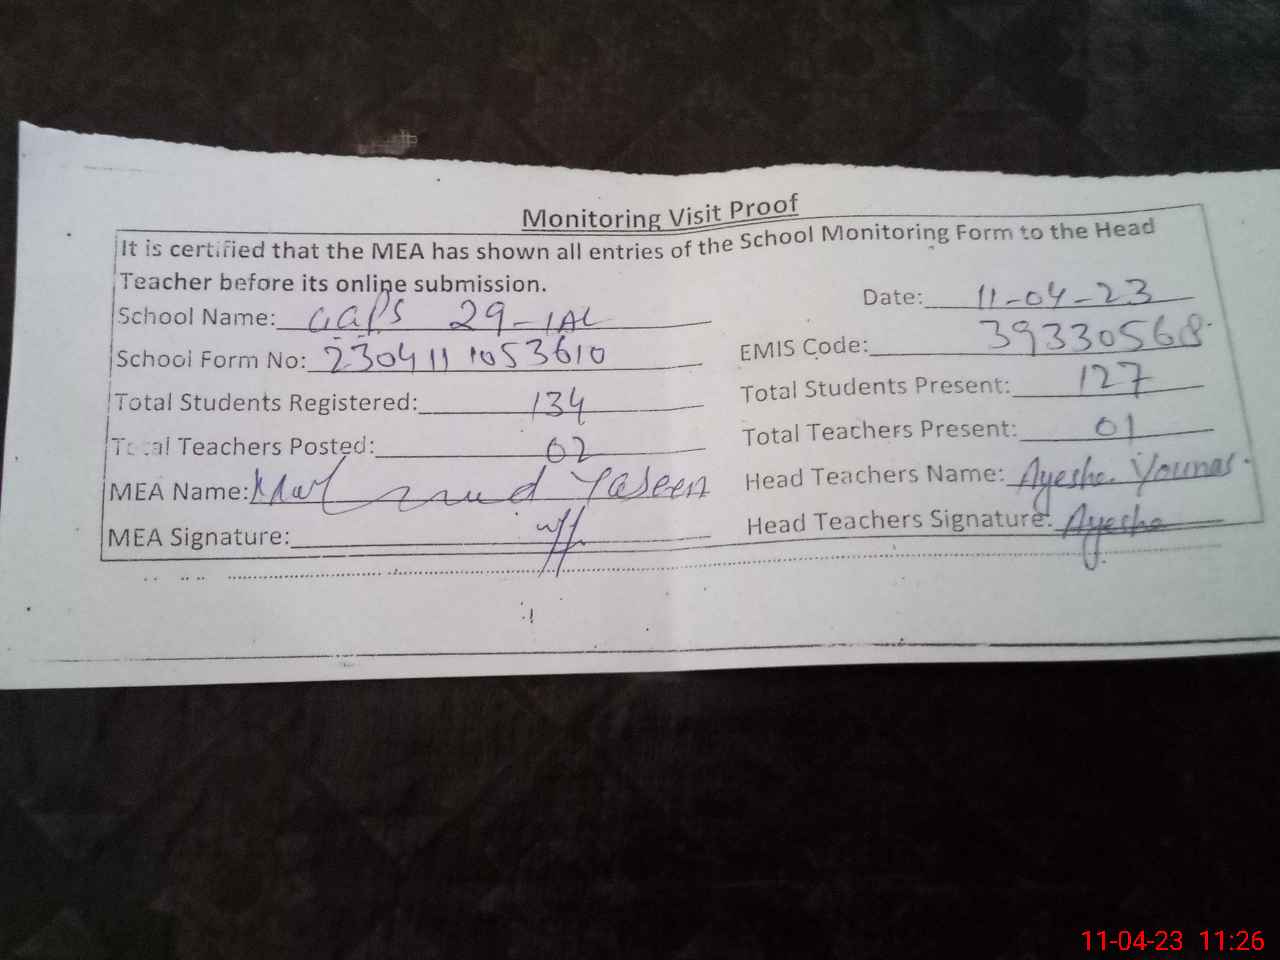 Monitoring Visit Proof
It is certified that the MEA has shown all entries of the School Monitoring Form to the Head
Teacher before its online submission.
Date: 11-04-23
School Name: GGPS 29-1AL
EMIS Code: 39330568
School Form No: 2304111053610
Total Students Present: 127
Total Students Registered: 134
Total Teachers Present: 01
Total Teachers Posted: 02
Head Teachers Name: Ayesha Younas
MEA Name: Yaseen
Head Teachers Signature: Ayesha
MEA Signature:
11-04-23 11:26